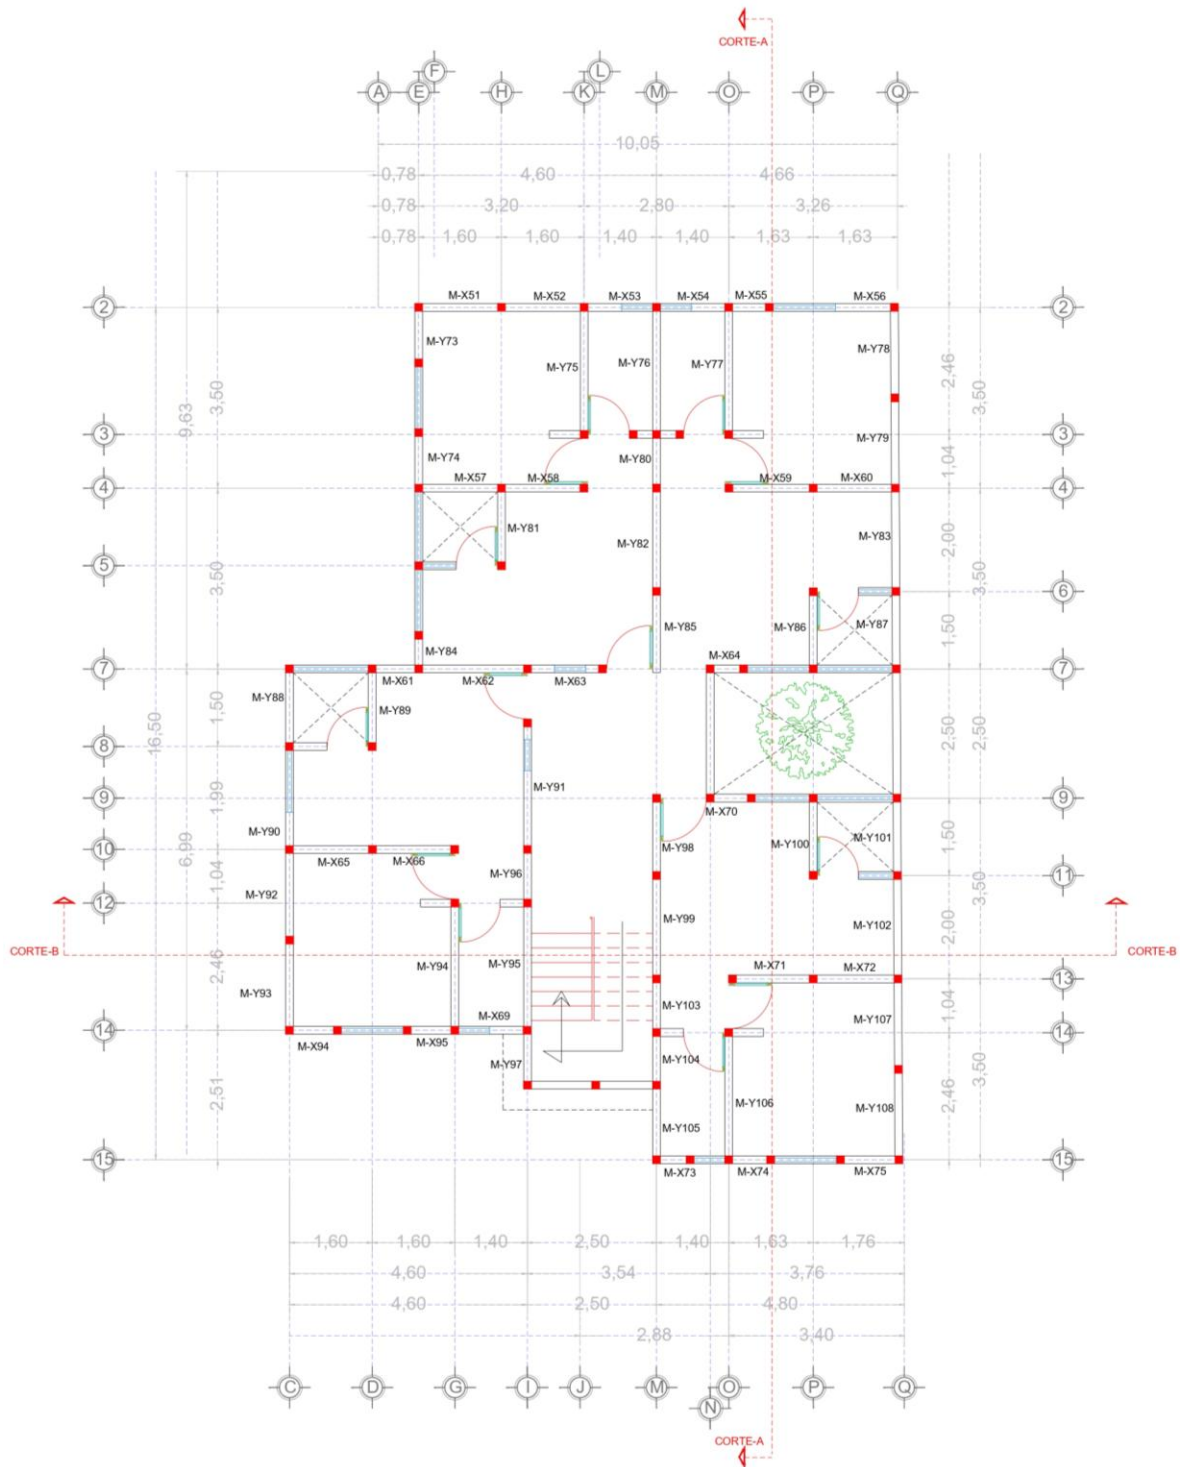 CORTE-A
F L
A E H K M O P Q
10,05
0,78 4,60 4,66
0,78 3,20 2,80 3,26
0,78 1,60 1,60 1,40 1,40 1,63 1,63
M-X51 M-X52 M-X53 M-X54 M-X55 M-X56
2 2
M-Y73 M-Y75 M-Y76 M-Y77 M-Y78
2,46
3,50 3,50
9,63
3 3
M-Y74 M-Y80 M-Y79
1,04
M-X57 M-X58 M-X59 M-X60
4 4
M-Y81 M-Y82 M-Y83
2,00
5
3,50 3,50
6
M-Y84 M-Y85 M-Y86 M-Y87
1,50
M-X61 M-X62 M-X63 M-X64
7 7
M-Y88 M-Y89
1,50
16,50
2,50 2,50
8
M-Y91
1,99
9 9
M-X70
M-Y90 M-Y98 M-Y100 M-Y101
1,50
6,99
10
M-X65 M-X66
M-Y96
1,04
11
3,50
M-Y92
12
M-Y99 M-Y102
2,00
CORTE-B CORTE-B
M-Y94 M-Y95
2,46
M-X71 M-X72
13
M-Y93
M-X69
M-Y103 M-Y107
1,04
14 14
M-X94 M-X95
M-Y97 M-Y104
3,50
2,51
M-Y106 M-Y108
2,46
M-Y105
15 15
M-X73 M-X74 M-X75
1,60 1,60 1,40 2,50 1,40 1,63 1,76
4,60 3,54 3,76
4,60 2,50 4,80
2,88 3,40
C D G I J M O P Q
N
CORTE-A